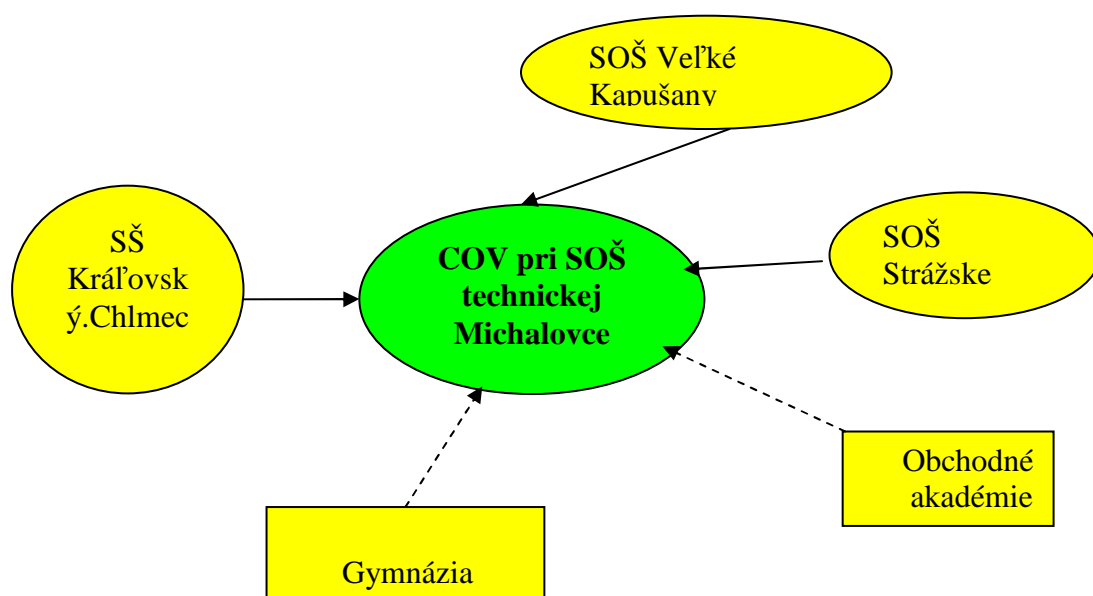 SOŠ Veľké
Kapušany
SŠ
Kráľovsk
ý.Chlmec
COV pri SOŠ
technickej
Michalovce
SOŠ
Strážske
Obchodné
akadémie
Gymnázia